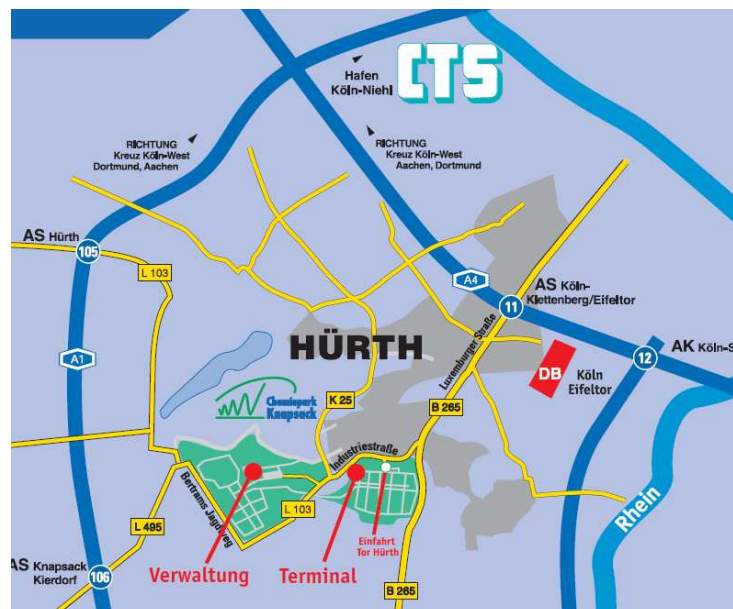 CTS
Hafen
Köln-Niehl
RICHTUNG
Kreuz Köln-West
Dortmund, Aachen
RICHTUNG
Kreuz Köln-West
Aachen, Dortmund
AS Hürth
105
L 103
A4
AS Köln-
Klettenberg/Eifeltor
11
Luxemburger Straße
A1
HÜRTH
Chemiepark
Knapsack
K 25
B 265
DB
Köln
Eifeltor
12
AK Köln-S
Industriestraße
Bertrams Jagdweg
L 103
L 495
Einfahrt
Tor Hürth
AS Knapsack
Kierdorf
106
Verwaltung
Terminal
B 265
Rhein